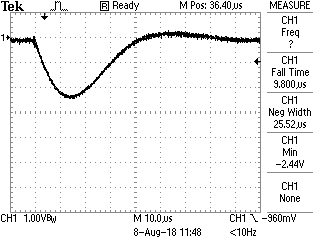 Tek R Ready M Pos: 36.40µs MEASURE
CH1
Freq
?
CH1
Fall Time
9.800µs
CH1
Neg Width
25.52µs
CH1
Min
-2.44V
CH1
None
1
CH1 1.00VBw M 10.0µs CH1 \ -960mV
8-Aug-18 11:48 <10Hz